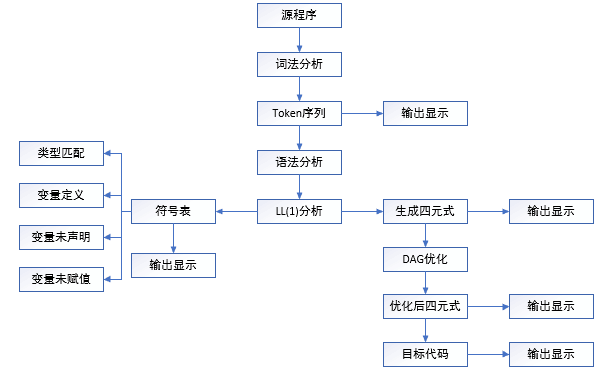 源程序
词法分析
Token序列
输出显示
类型匹配
语法分析
变量定义
符号表
LL(1)分析
生成四元式
输出显示
变量未声明
输出显示
DAG优化
变量未赋值
优化后四元式
输出显示
目标代码
输出显示